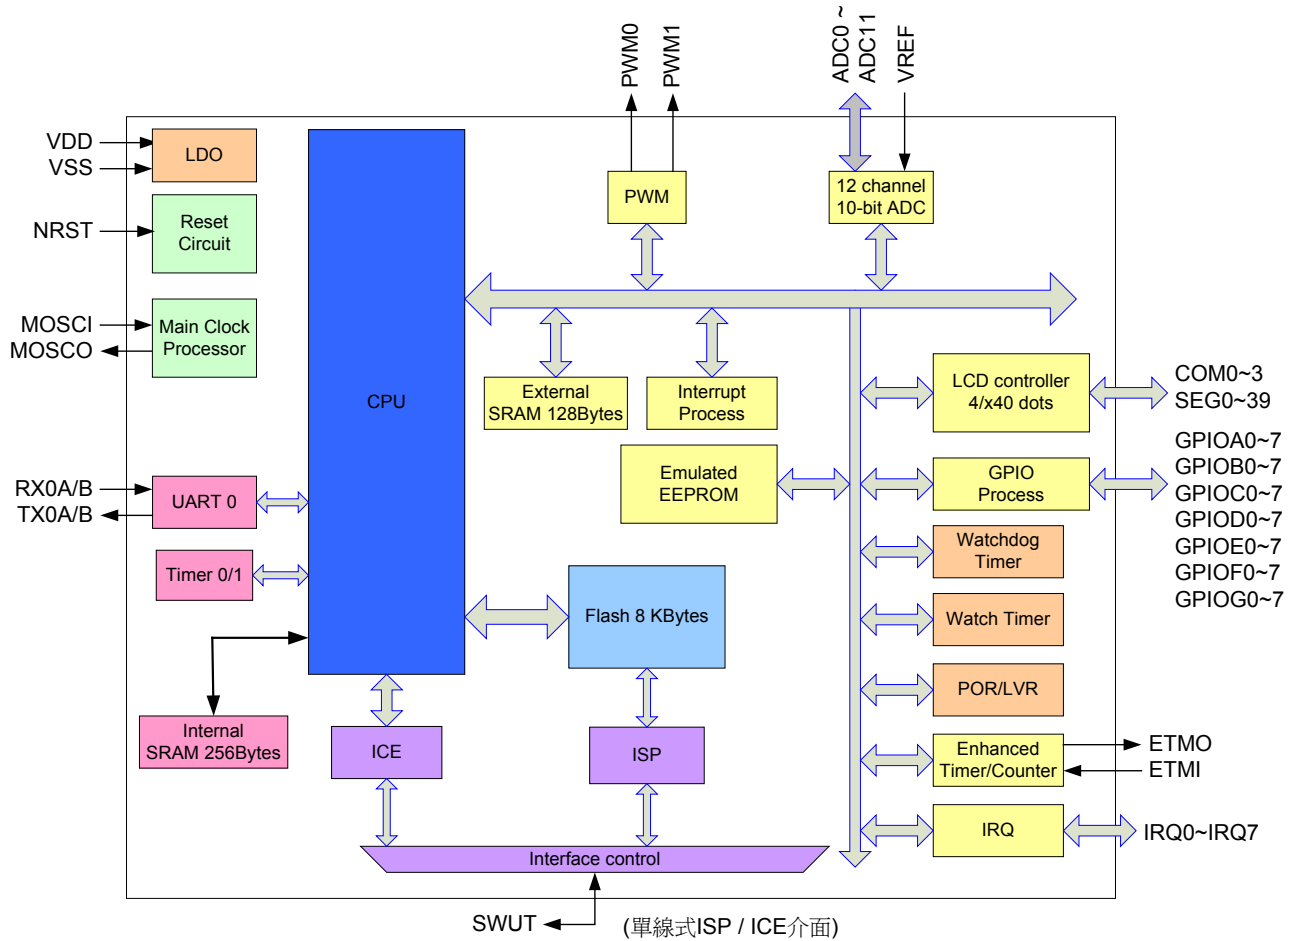 PWM0
PWM1
ADC0 ~
ADC11
VREF
VDD
VSS
LDO
NRST
Reset
Circuit
MOSCI
MOSCO
Main Clock
Processor
CPU
PWM
12 channel
10-bit ADC
External
SRAM 128Bytes
Interrupt
Process
LCD controller
4/x40 dots
COM0~3
SEG0~39
Emulated
EEPROM
GPIO
Process
GPIOA0~7
GPIOB0~7
GPIOC0~7
GPIOD0~7
GPIOE0~7
GPIOF0~7
GPIOG0~7
RX0A/B
TX0A/B
UART 0
Timer 0/1
Watchdog
Timer
Flash 8 KBytes
Watch Timer
POR/LVR
Internal
SRAM 256Bytes
ICE
ISP
Enhanced
Timer/Counter
ETMO
ETMI
IRQ
IRQ0~IRQ7
Interface control
SWUT
(單線式ISP / ICE介面)